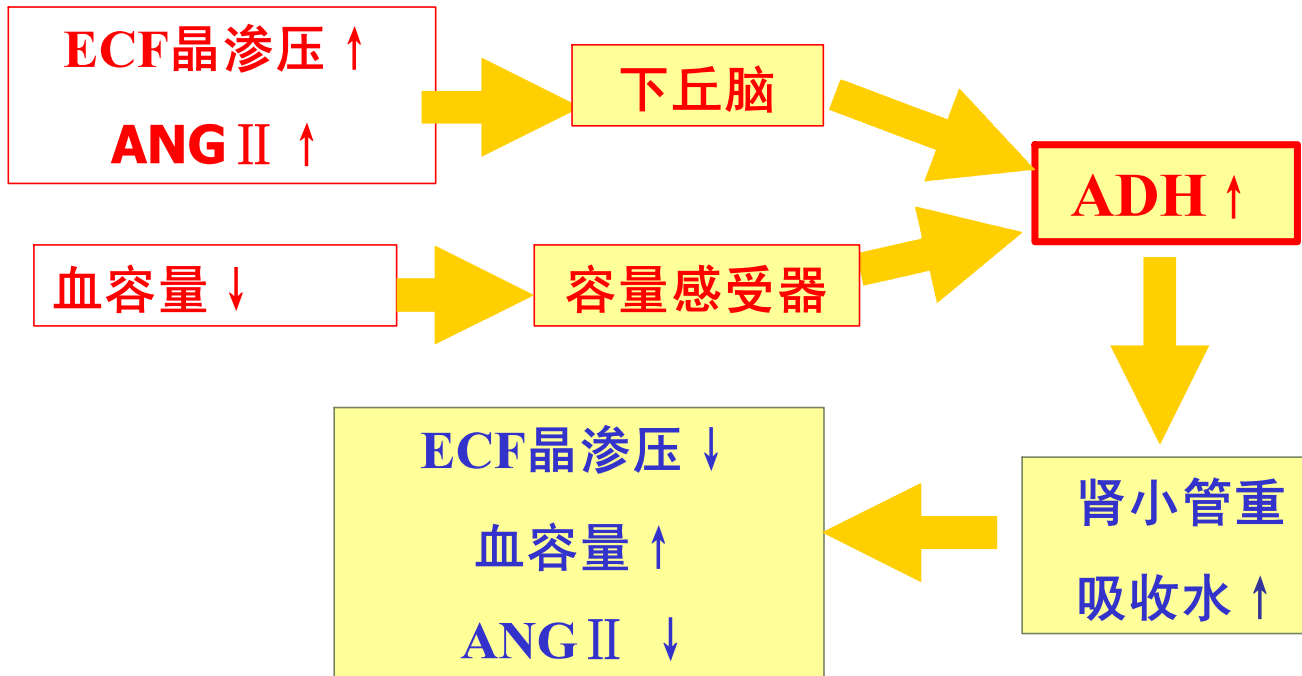 ECF晶渗压↑
ANGⅡ ↑
下丘脑
ADH↑
血容量↓
容量感受器
ECF晶渗压↓
血容量↑
ANGⅡ ↓
肾小管重
吸收水↑